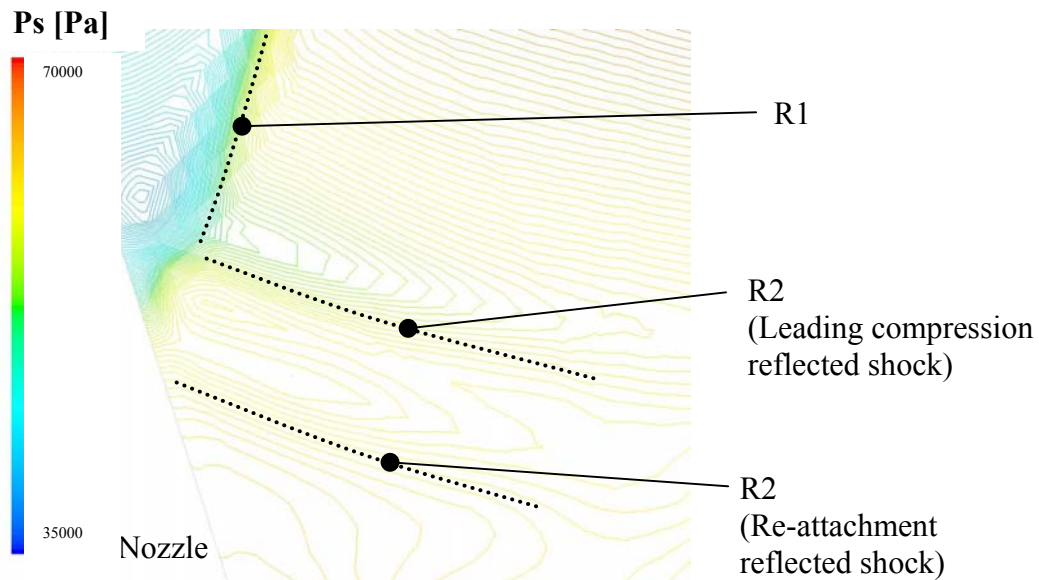 Ps [Pa]
70000
R1
R2
(Leading compression
reflected shock)
R2
(Re-attachment
reflected shock)
35000
Nozzle